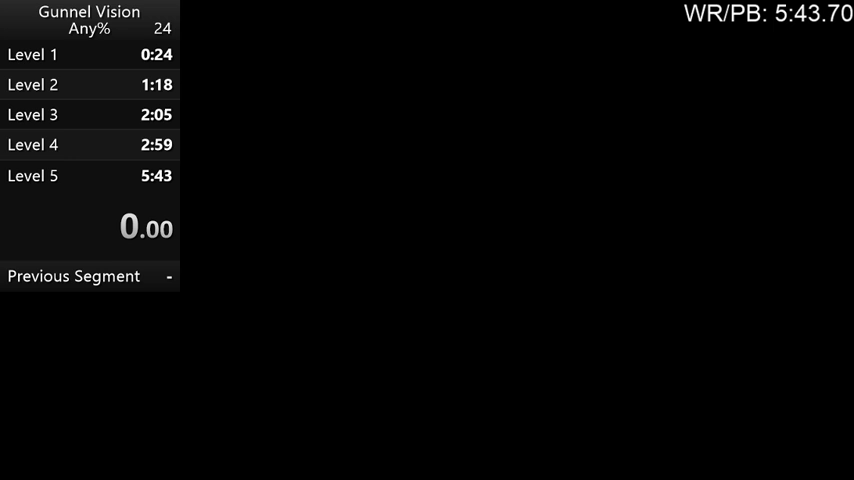 Gunnel Vision
Any% 24
WR/PB: 5:43.70
Level 1 0:24
Level 2 1:18
Level 3 2:05
Level 4 2:59
Level 5 5:43
0.00
Previous Segment -